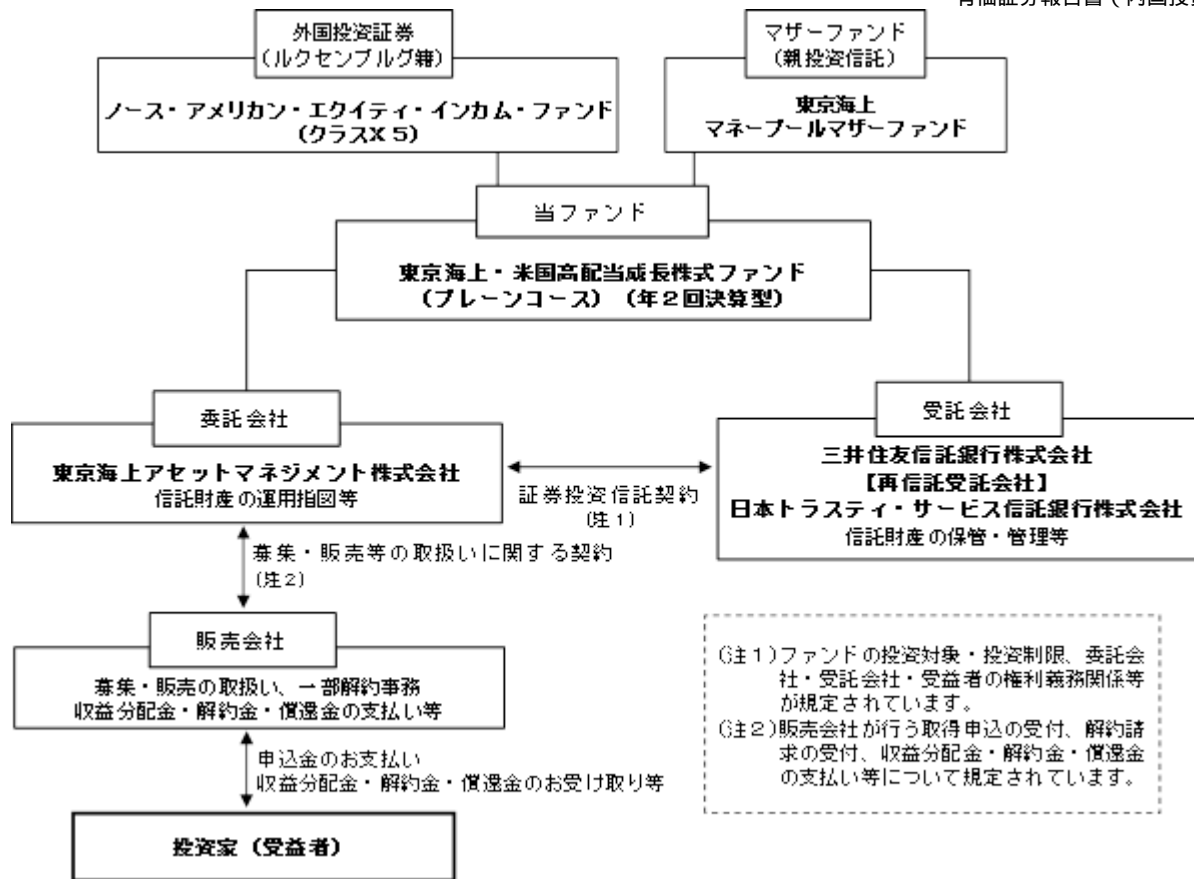 有価証券報告書(内国投資
外国投資証券
(ルクセンブルグ籍)
ノース・アメリカン・エクイティ・インカム・ファンド
(クラスX5)
マザーファンド
(親投資信託)
東京海上
マネープールマザーファンド
当ファンド
東京海上・米国高配当成長株式ファンド
(プレーンコース)(年2回決算型)
委託会社
東京海上アセットマネジメント株式会社
信託財産の運用指図等
証券投資信託契約
(注1)
受託会社
三井住友信託銀行株式会社
【再信託受託会社】
日本トラスティ・サービス信託銀行株式会社
信託財産の保管・管理等
募集・販売等の取扱いに関する契約
(注2)
販売会社
募集・販売の取扱い、一部解約事務
収益分配金・解約金・償還金の支払い等
申込金のお支払い
収益分配金・解約金・償還金のお受け取り等
投資家(受益者)
(注1)ファンドの投資対象・投資制限、委託会
社・受託会社・受益者の権利義務関係等
が規定されています。
(注2)販売会社が行う取得申込の受付、解約請
求の受付、収益分配金・解約金・償還金
の支払い等について規定されています。